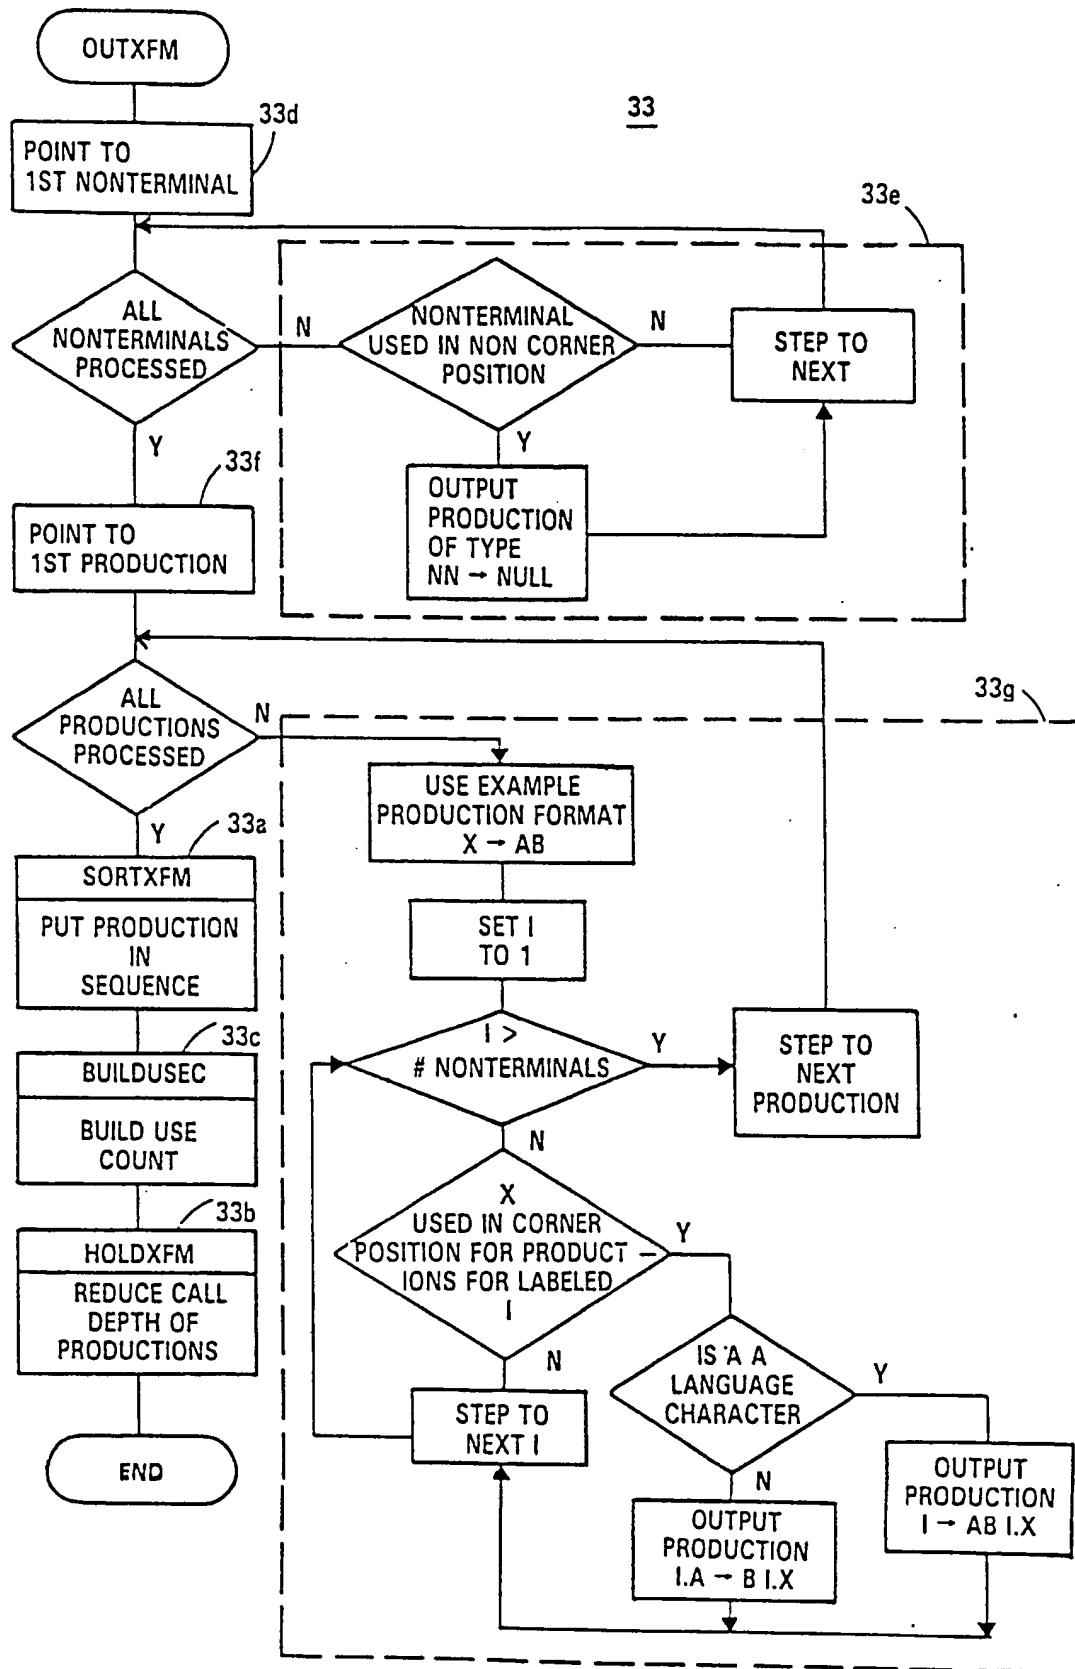 OUTXFM
33d
33
POINT TO
1ST NONTERMINAL
33e
ALL
NONTERMINALS
PROCESSED
N
NONTERMINAL
USED IN NON CORNER
POSITION
N
STEP TO
NEXT
Y
Y
33f
OUTPUT
PRODUCTION
OF TYPE
NN → NULL
POINT TO
1ST PRODUCTION
33g
ALL
PRODUCTIONS
PROCESSED
N
USE EXAMPLE
PRODUCTION FORMAT
X → AB
Y
33a
SORTXFM
PUT PRODUCTION
IN
SEQUENCE
SET I
TO 1
33c
BUILDUSEC
BUILD USE
COUNT
I >
# NONTERMINALS
Y
STEP TO
NEXT
PRODUCTION
N
33b
HOLDXFM
REDUCE CALL
DEPTH OF
PRODUCTIONS
X
USED IN CORNER
POSITION FOR PRODUCT –
IONS FOR LABELED
I
Y
N
IS A A
LANGUAGE
CHARACTER
Y
STEP TO
NEXT I
END
N
OUTPUT
PRODUCTION
I.A → B I.X
OUTPUT
PRODUCTION
I → AB I.X